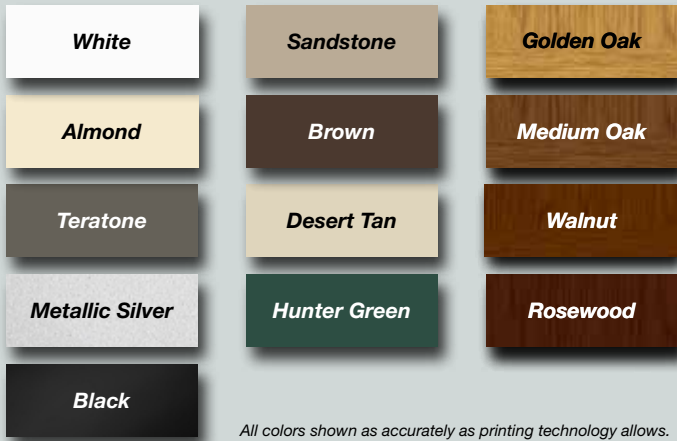 White
Sandstone
Golden Oak
Almond
Brown
Medium Oak
Teratone
Desert Tan
Walnut
Metallic Silver
Hunter Green
Rosewood
Black
All colors shown as accurately as printing technology allows.